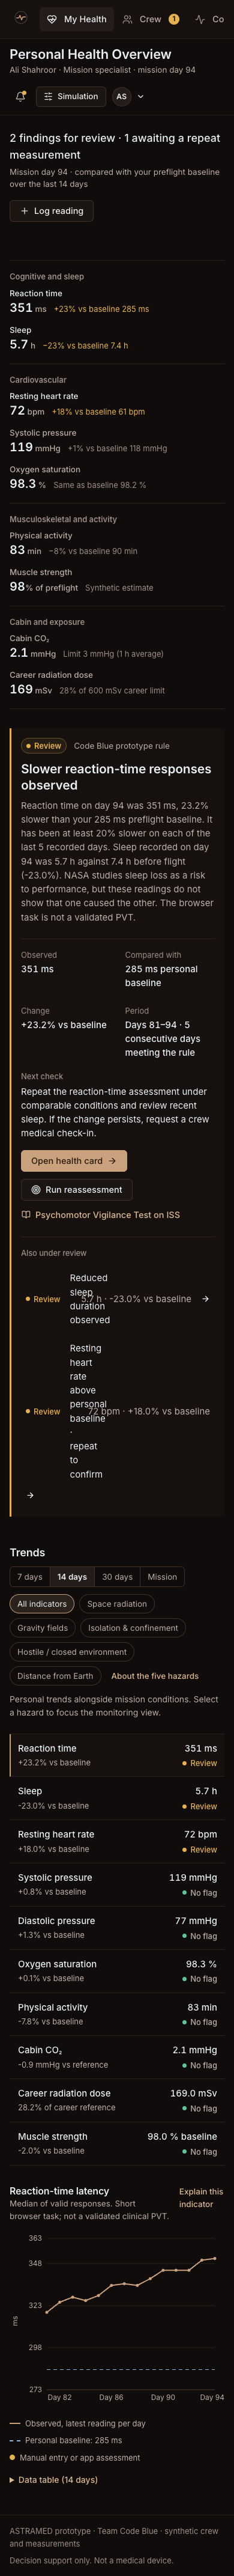 My Health
Crew 1
Co
Personal Health Overview
Ali Shahroor · Mission specialist · mission day 94
Simulation
AS
2 findings for review · 1 awaiting a repeat
measurement
Mission day 94 · compared with your preflight baseline
over the last 14 days
+ Log reading
Cognitive and sleep
Reaction time
351 ms +23% vs baseline 285 ms
Sleep
5.7 h −23% vs baseline 7.4 h
Cardiovascular
Resting heart rate
72 bpm +18% vs baseline 61 bpm
Systolic pressure
119 mmHg +1% vs baseline 118 mmHg
Oxygen saturation
98.3 % Same as baseline 98.2 %
Musculoskeletal and activity
Physical activity
83 min −8% vs baseline 90 min
Muscle strength
98% of preflight Synthetic estimate
Cabin and exposure
Cabin CO₂
2.1 mmHg Limit 3 mmHg (1 h average)
Career radiation dose
169 mSv 28% of 600 mSv career limit
Review Code Blue prototype rule
Slower reaction-time responses
observed
Reaction time on day 94 was 351 ms, 23.2%
slower than your 285 ms preflight baseline. It
has been at least 20% slower on each of the
last 5 recorded days. Sleep recorded on day
94 was 5.7 h against 7.4 h before flight
(-23.0%). NASA studies sleep loss as a risk
to performance, but these readings do not
show that one caused the other. The browser
task is not a validated PVT.
Observed
351 ms
Compared with
285 ms personal
baseline
Change
+23.2% vs baseline
Period
Days 81–94 · 5
consecutive days
meeting the rule
Next check
Repeat the reaction-time assessment under
comparable conditions and review recent
sleep. If the change persists, request a crew
medical check-in.
Open health card →
Run reassessment
Psychomotor Vigilance Test on ISS
Also under review
Review
Reduced
sleep
duration
observed
5.7 h · -23.0% vs baseline →
Review
Resting
heart
rate
above
personal
baseline
·
repeat
to
confirm
72 bpm · +18.0% vs baseline
→
Trends
7 days 14 days 30 days Mission
All indicators Space radiation
Gravity fields Isolation & confinement
Hostile / closed environment
Distance from Earth About the five hazards
Personal trends alongside mission conditions. Select
a hazard to focus the monitoring view.
Reaction time 351 ms
+23.2% vs baseline Review
Sleep 5.7 h
-23.0% vs baseline Review
Resting heart rate 72 bpm
+18.0% vs baseline Review
Systolic pressure 119 mmHg
+0.8% vs baseline No flag
Diastolic pressure 77 mmHg
+1.3% vs baseline No flag
Oxygen saturation 98.3 %
+0.1% vs baseline No flag
Physical activity 83 min
-7.8% vs baseline No flag
Cabin CO₂ 2.1 mmHg
-0.9 mmHg vs reference No flag
Career radiation dose 169.0 mSv
28.2% of career reference No flag
Muscle strength 98.0 % of baseline
-2.0% vs baseline No flag
Reaction-time latency
Median of valid responses. Short
browser task; not a validated clinical PVT.
Explain this
indicator
363
348
323
298
273
ms
Day 82 Day 86 Day 90 Day 94
Observed, latest reading per day
Personal baseline: 285 ms
Manual entry or app assessment
Data table (14 days)
ASTRAMED prototype · Team Code Blue · synthetic crew
and measurements
Decision support only. Not a medical device.